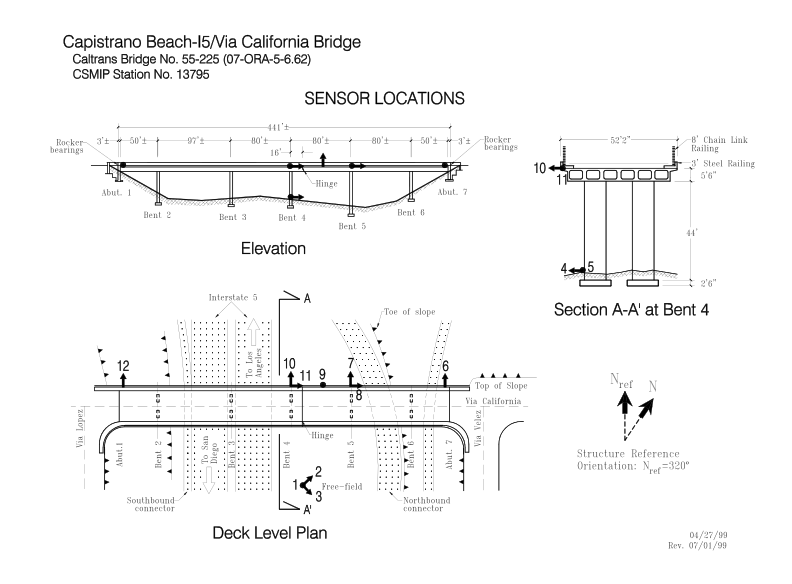 Capistrano Beach-I5/Via California Bridge
Caltrans Bridge No. 55-225 (07-ORA-5-6.62)
CSMIP Station No. 13795
SENSOR LOCATIONS
441'±
3'± 50'± 97'± 80'± 80'± 80'± 50'± 3'±
Rocker bearings
Rocker bearings
16'
Hinge
Abut. 1
Bent 2
Bent 3
Bent 4
Bent 5
Bent 6
Abut. 7
Elevation
52'2"
8' Chain Link
Railing
3' Steel Railing
10
11
5'6"
44'
4 5
2'6"
Section A-A' at Bent 4
Interstate 5
A
Toe of slope
To Los
Angeles
12 10 11 9 7 8 6
Top of Slope
Via California
Via Lopez
Via Velez
Abut.1
Bent 2
Bent 3
Bent 4
Bent 5
Bent 6
Abut. 7
To San
Diego
Hinge
1 2 3
Free-field
Southbound
connector
Northbound
connector
A'
Deck Level Plan
Nref N
Structure Reference
Orientation: Nref=320°
04/27/99
Rev. 07/01/99